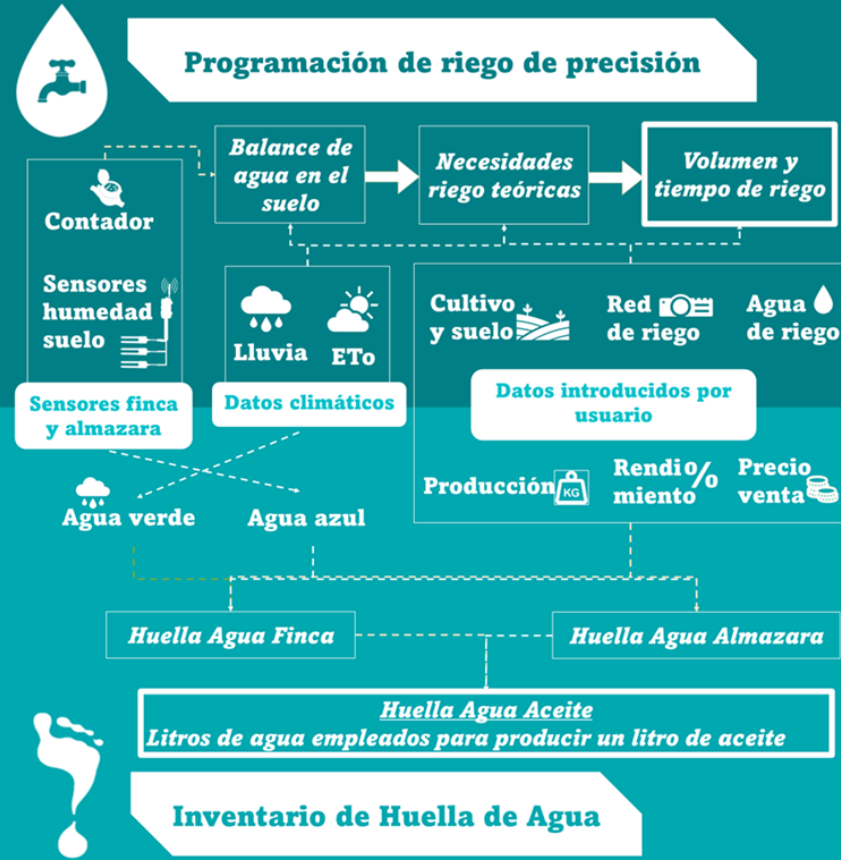 Programación de riego de precisión
Balance de
agua en el
suelo
Necesidades
riego teóricas
Volumen y
tiempo de riego
Contador
Sensores
humedad
suelo
Lluvia
ETo
Cultivo
y suelo
Red
de riego
Agua
de riego
Sensores finca
y almazara
Datos climáticos
Datos introducidos por
usuario
Producción
KG
Rendi
miento
%
Precio
venta
Agua verde
Agua azul
Huella Agua Finca
Huella Agua Almazara
Huella Agua Aceite
Litros de agua empleados para producir un litro de aceite
Inventario de Huella de Agua